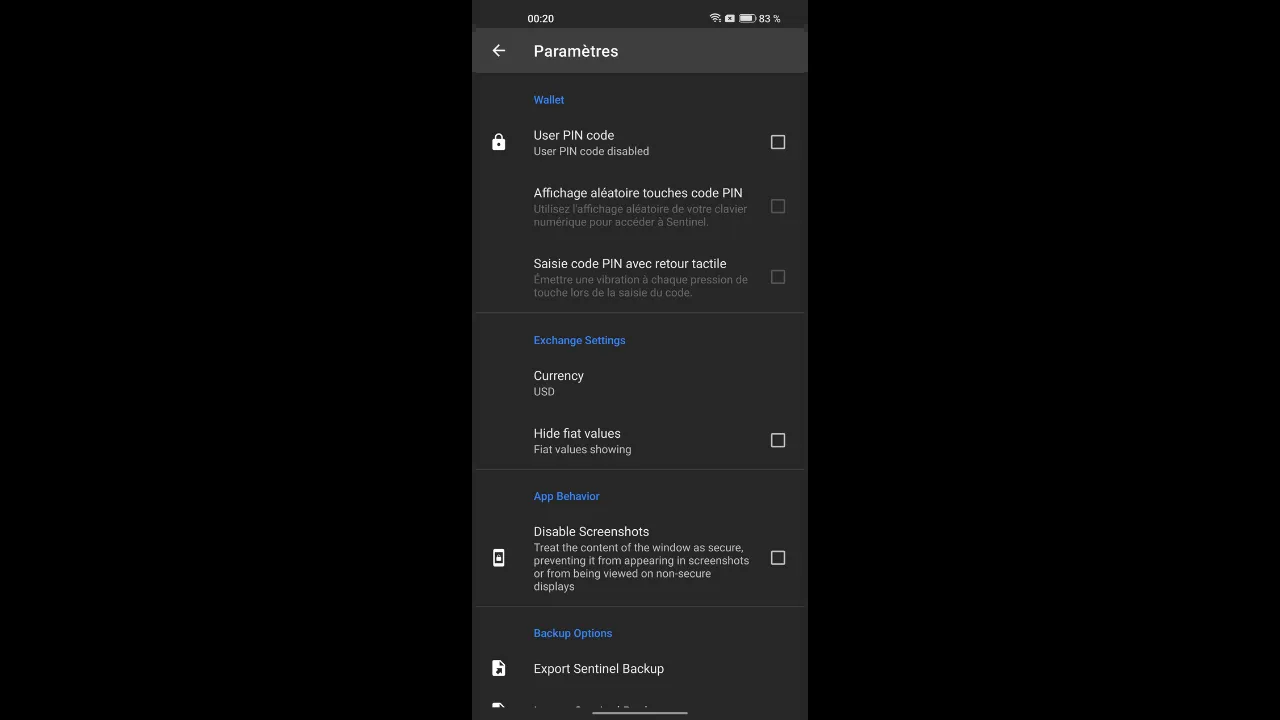 00:20
83 %
Paramètres
Wallet
User PIN code
User PIN code disabled
Affichage aléatoire touches code PIN
Utilisez l'affichage aléatoire de votre clavier
numérique pour accéder à Sentinel.
Saisie code PIN avec retour tactile
Émettre une vibration à chaque pression de
touche lors de la saisie du code.
Exchange Settings
Currency
USD
Hide fiat values
Fiat values showing
App Behavior
Disable Screenshots
Treat the content of the window as secure,
preventing it from appearing in screenshots
or from being viewed on non-secure
displays
Backup Options
Export Sentinel Backup